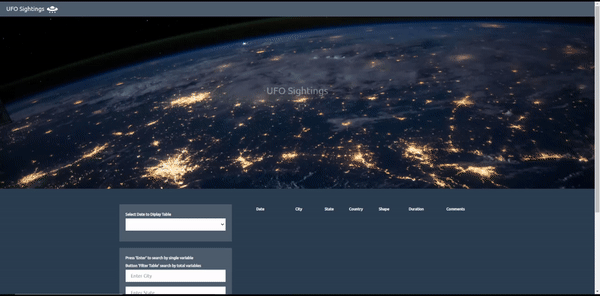 UFO Sightings
UFO Sightings
Select Date to Diplay Table
Date City State Country Shape Duration Comments
Press 'Enter' to search by single variable
Button 'Filter Table' search by total variables
Enter City
Enter State